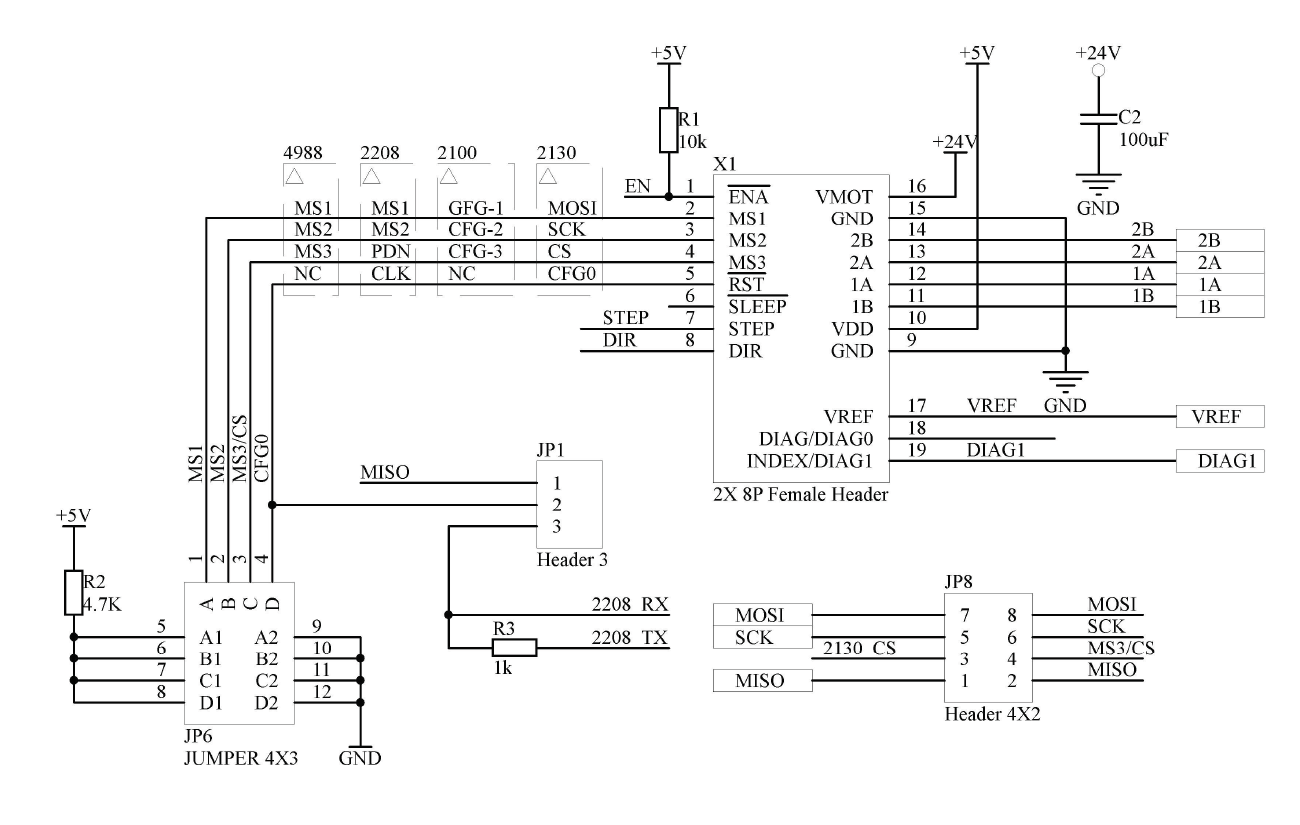 +5V
+5V
+24V
R1
10k
C2
100uF
+24V
GND
4988
2208
2100
2130
MS1
MS1
GFG-1
MOSI
MS2
MS2
CFG-2
SCK
MS3
PDN
CFG-3
CS
NC
CLK
NC
CFG0
X1
EN
1
ENA
VMOT
16
2
MS1
GND
15
3
MS2
2B
14
2B
2B
4
MS3
2A
13
2A
2A
5
RST
1A
12
1A
1A
6
SLEEP
1B
11
1B
1B
STEP
7
STEP
VDD
10
DIR
8
DIR
GND
9
GND
VREF
17
VREF
VREF
DIAG/DIAG0
18
INDEX/DIAG1
19
DIAG1
DIAG1
2X 8P Female Header
MS1
MS2
MS3/CS
CFG0
JP1
MISO
1
2
3
Header 3
+5V
R2
4.7K
1
2
3
4
A
B
C
D
5
A1
A2
9
6
B1
B2
10
7
C1
C2
11
8
D1
D2
12
JP6
JUMPER 4X3
GND
2208 RX
R3
1k
2208 TX
JP8
MOSI
7
8
MOSI
SCK
5
6
SCK
2130 CS
3
4
MS3/CS
MISO
1
2
MISO
Header 4X2